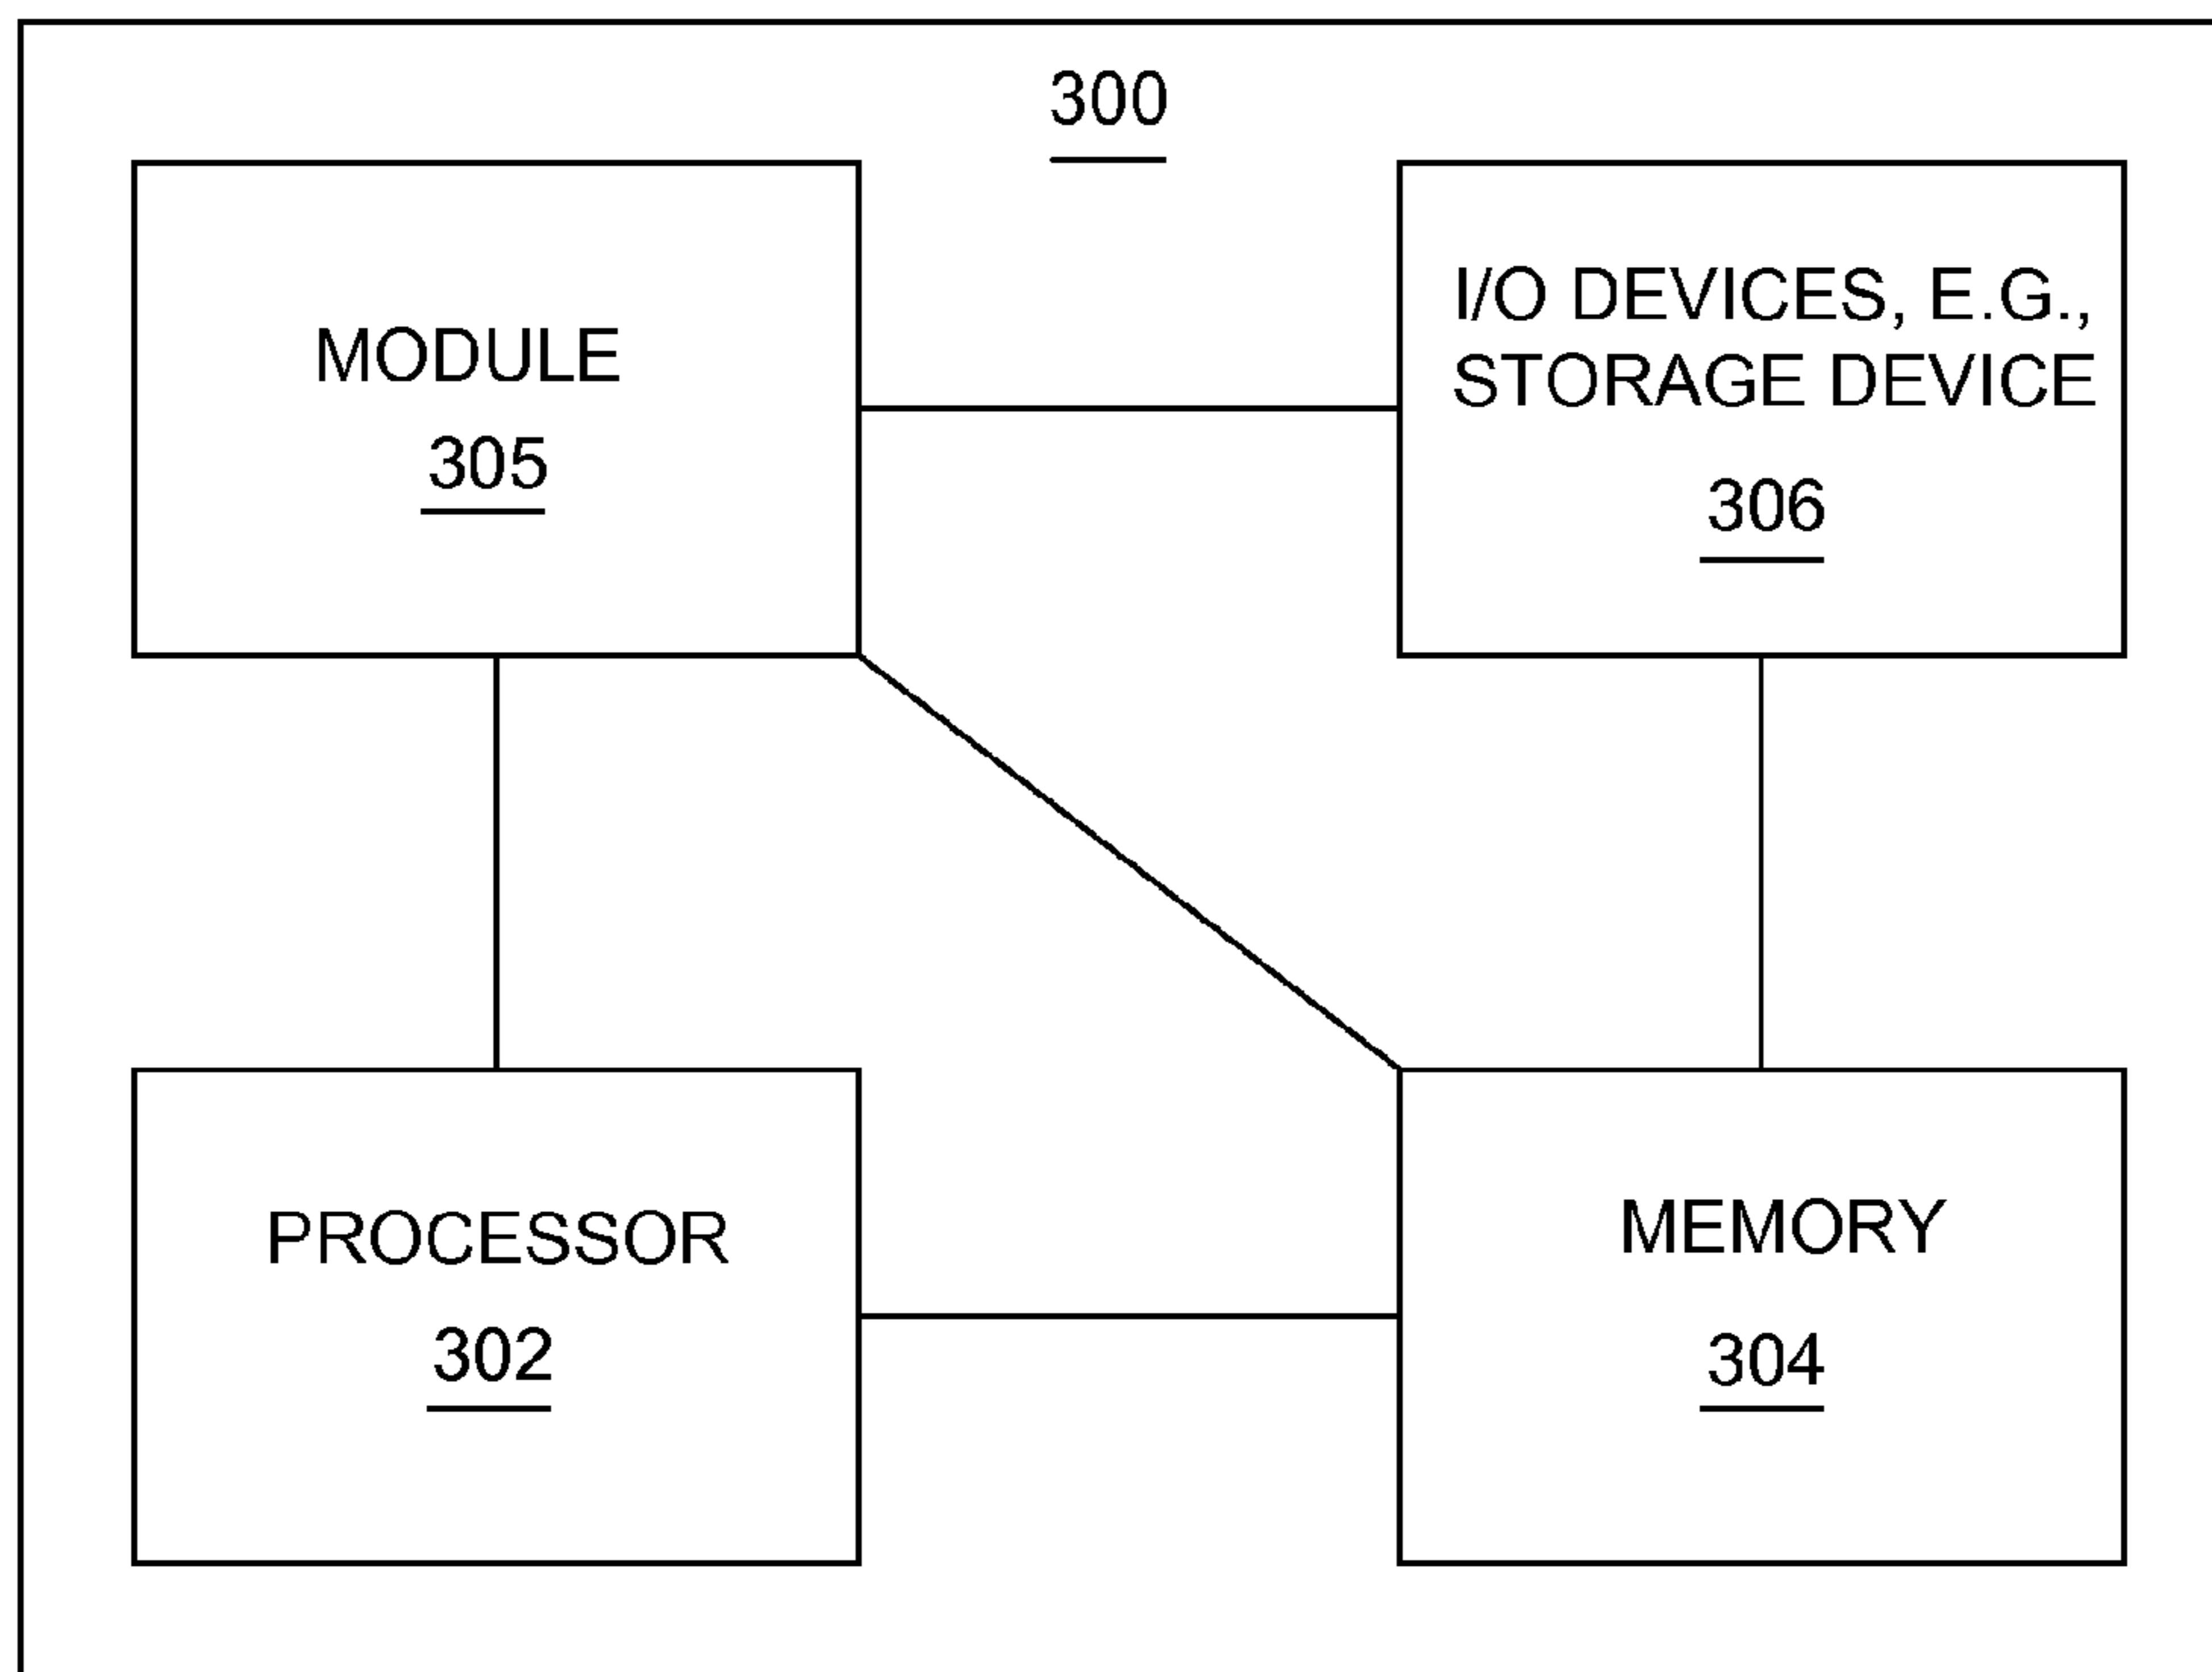 300
MODULE
305
I/O DEVICES, E.G.,
STORAGE DEVICE
306
PROCESSOR
302
MEMORY
304